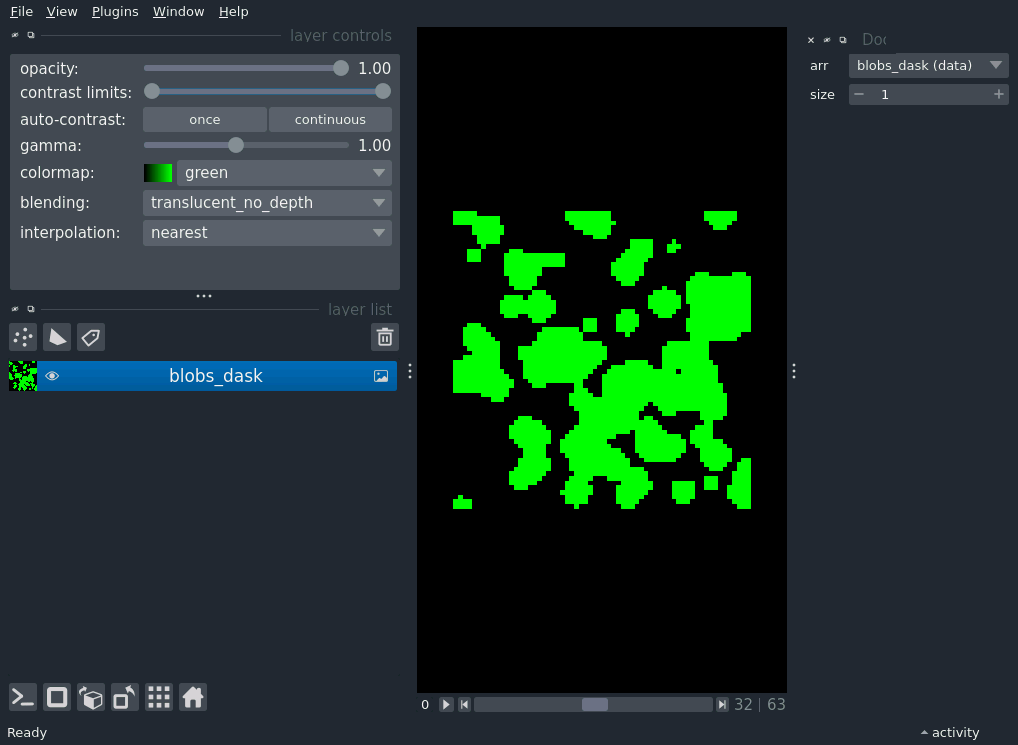 File View Plugins Window Help
layer controls
opacity: 1.00
contrast limits:
auto-contrast: once continuous
gamma: 1.00
colormap: green
blending: translucent_no_depth
interpolation: nearest
layer list
blobs_dask
Ready
0 32 | 63
arr blobs_dask (data)
size 1
activity